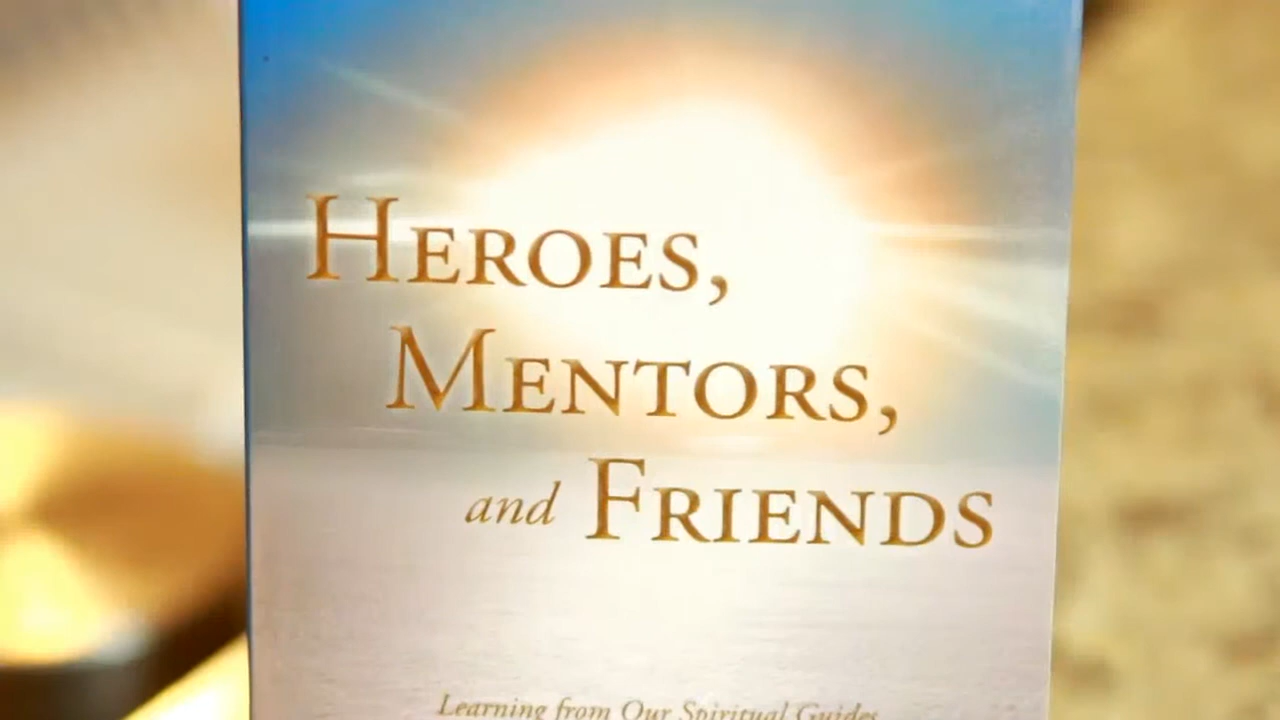 HEROES,
MENTORS,
and FRIENDS
Learning from Our Spiritual Guides